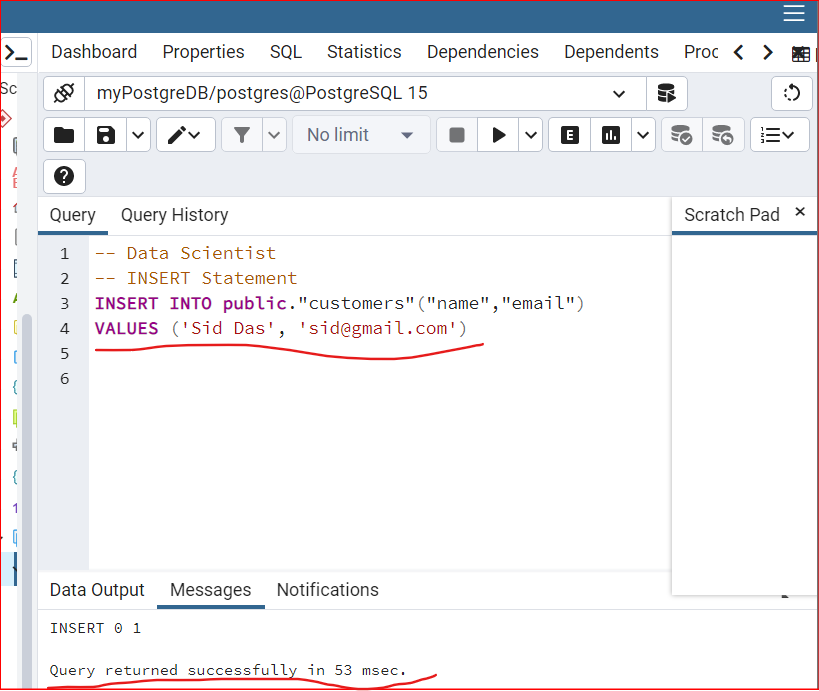 Dashboard Properties SQL Statistics Dependencies Dependents Proc
Sc
myPostgreDB/postgres@PostgreSQL 15
No limit
E
Query Query History Scratch Pad
1 -- Data Scientist
2 -- INSERT Statement
3 INSERT INTO public."customers"("name","email")
4 VALUES ('Sid Das', 'sid@gmail.com')
5
6
Data Output Messages Notifications
INSERT 0 1
Query returned successfully in 53 msec.